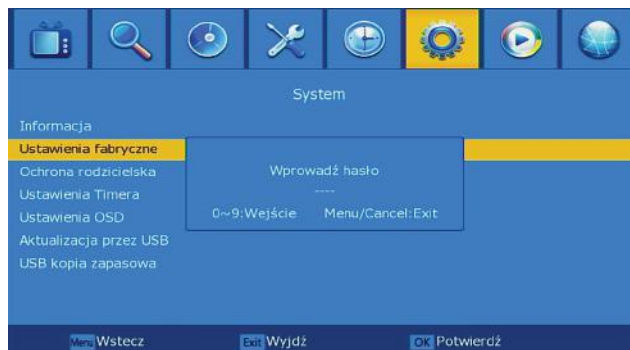 System
Informacja
Ustawienia fabryczne
Ochrona rodzicielska
Ustawienia Timera
Ustawienia OSD
Aktualizacja przez USB
USB kopia zapasowa
Wprowadź hasło
----
0~9:Wejście Menu/Cancel:Exit
Menu Wstecz Exit Wyjdź OK Potwierdź